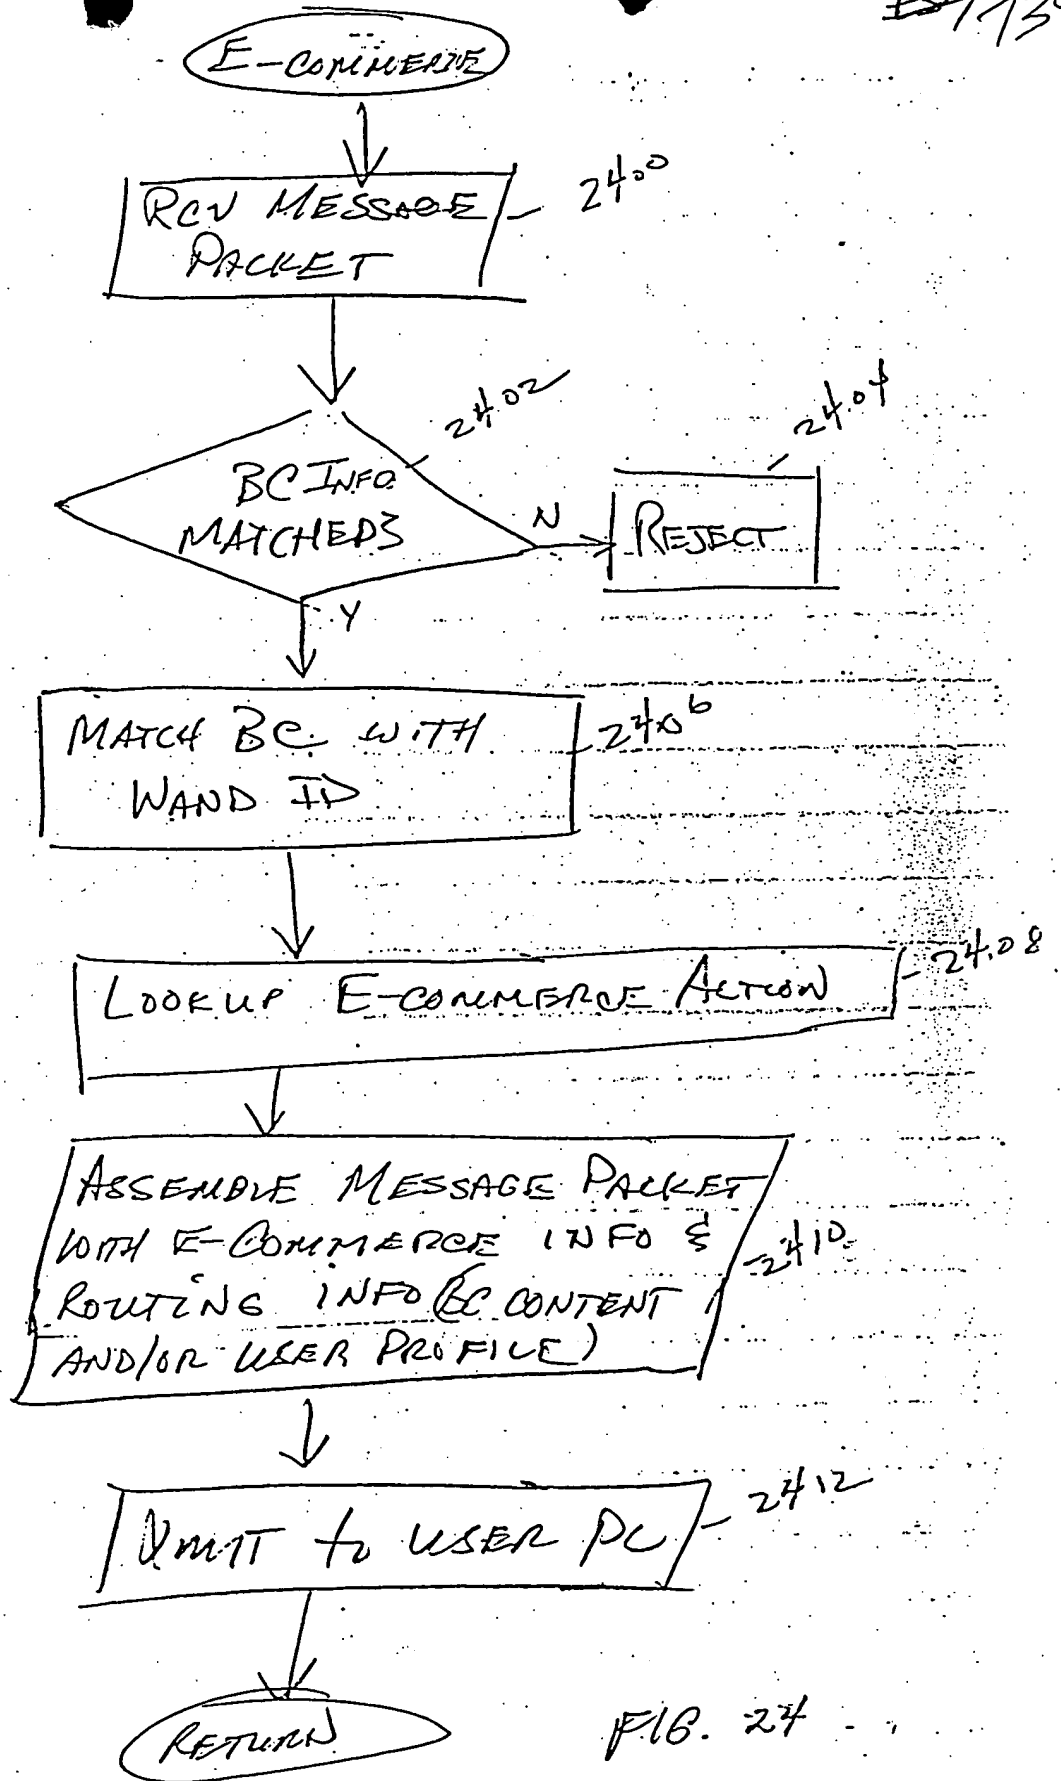 E-COMMERCE
RCV MESSAGE
PACKET
2400
BC INFO
MATCHED?
2402
N
REJECT
2404
Y
MATCH BC WITH
WAND ID
2406
LOOKUP E-COMMERCE ACTION
2408
ASSEMBLE MESSAGE PACKET
WITH E-COMMERCE INFO &
ROUTING INFO (BC CONTENT
AND/OR USER PROFILE)
2410
XMIT to USER PC
2412
RETURN
FIG. 24